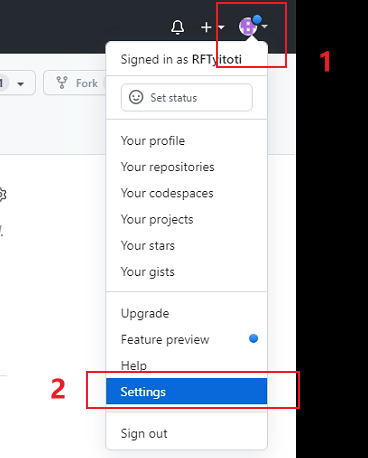 1
Signed in as RFTyitoti
Fork
Set status
Your profile
Your repositories
Your codespaces
Your projects
Your stars
Your gists
Upgrade
Feature preview
Help
2
Settings
Sign out